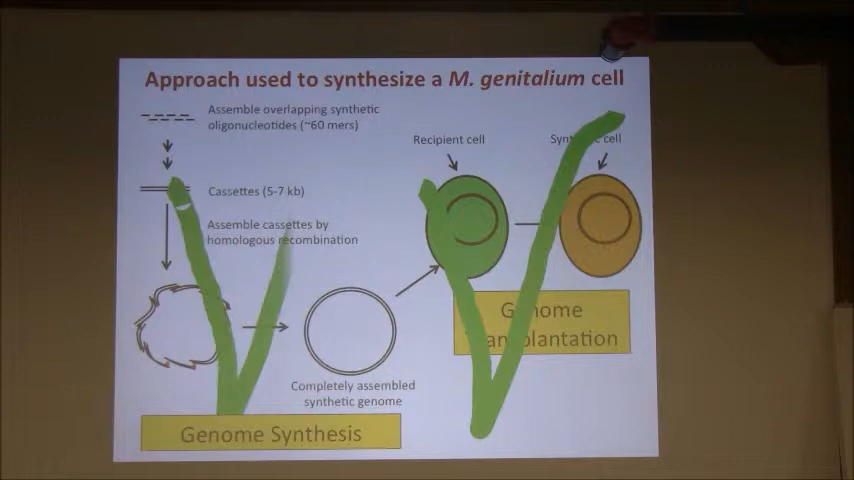 Approach used to synthesize a M. genitalium cell
Assemble overlapping synthetic
oligonucleotides (~60 mers)
Cassettes (5-7 kb)
Assemble cassettes by
homologous recombination
Completely assembled
synthetic genome
Genome Synthesis
Recipient cell
cell
Genome